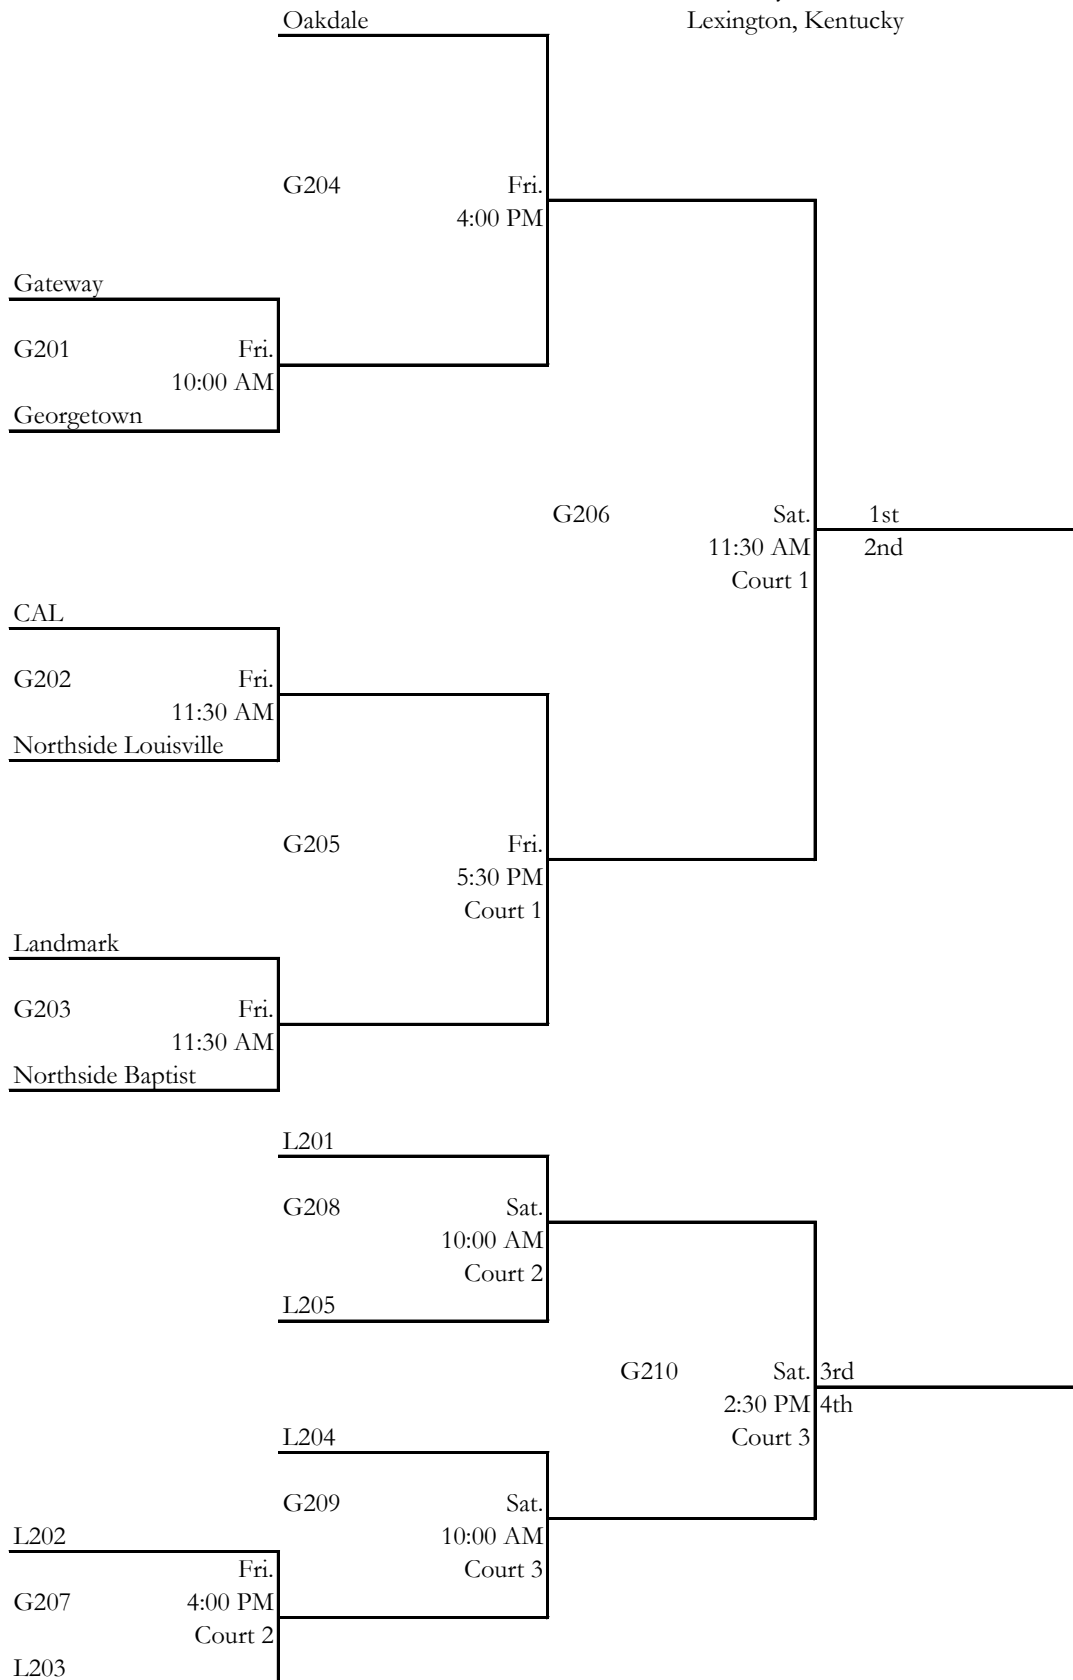 Oakdale
Lexington, Kentucky
G204 Fri.
4:00 PM
Gateway
G201 Fri.
10:00 AM
Georgetown
G206 Sat. 1st
11:30 AM 2nd
Court 1
CAL
G202 Fri.
11:30 AM
Northside Louisville
G205 Fri.
5:30 PM
Court 1
Landmark
G203 Fri.
11:30 AM
Northside Baptist
L201
G208 Sat.
10:00 AM
Court 2
L205
G210 Sat. 3rd
2:30 PM 4th
Court 3
L204
G209 Sat.
10:00 AM
Court 3
L202
Fri.
G207 4:00 PM
Court 2
L203